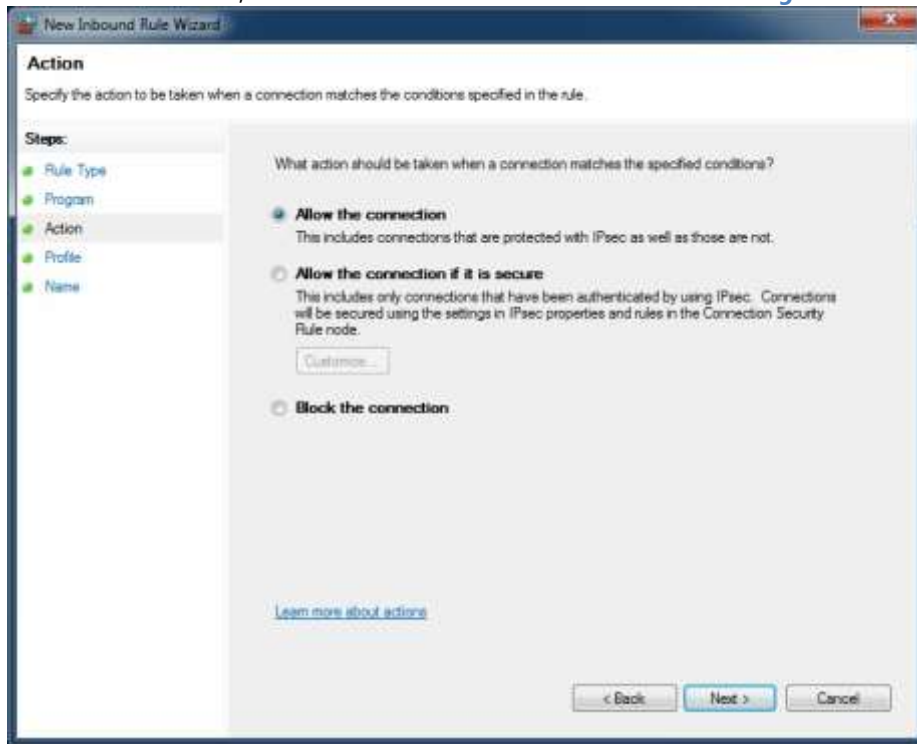 New Inbound Rule Wizard
Action
Specify the action to be taken when a connection matches the conditions specified in the rule.
Steps:
Rule Type
Program
Action
Profile
Name
What action should be taken when a connection matches the specified conditions?
Allow the connection
This includes connections that are protected with IPsec as well as those are not.
Allow the connection if it is secure
This includes only connections that have been authenticated by using IPsec. Connections
will be secured using the settings in IPsec properties and rules in the Connection Security
Rule node.
Customize...
Block the connection
Learn more about actions
< Back
Next >
Cancel